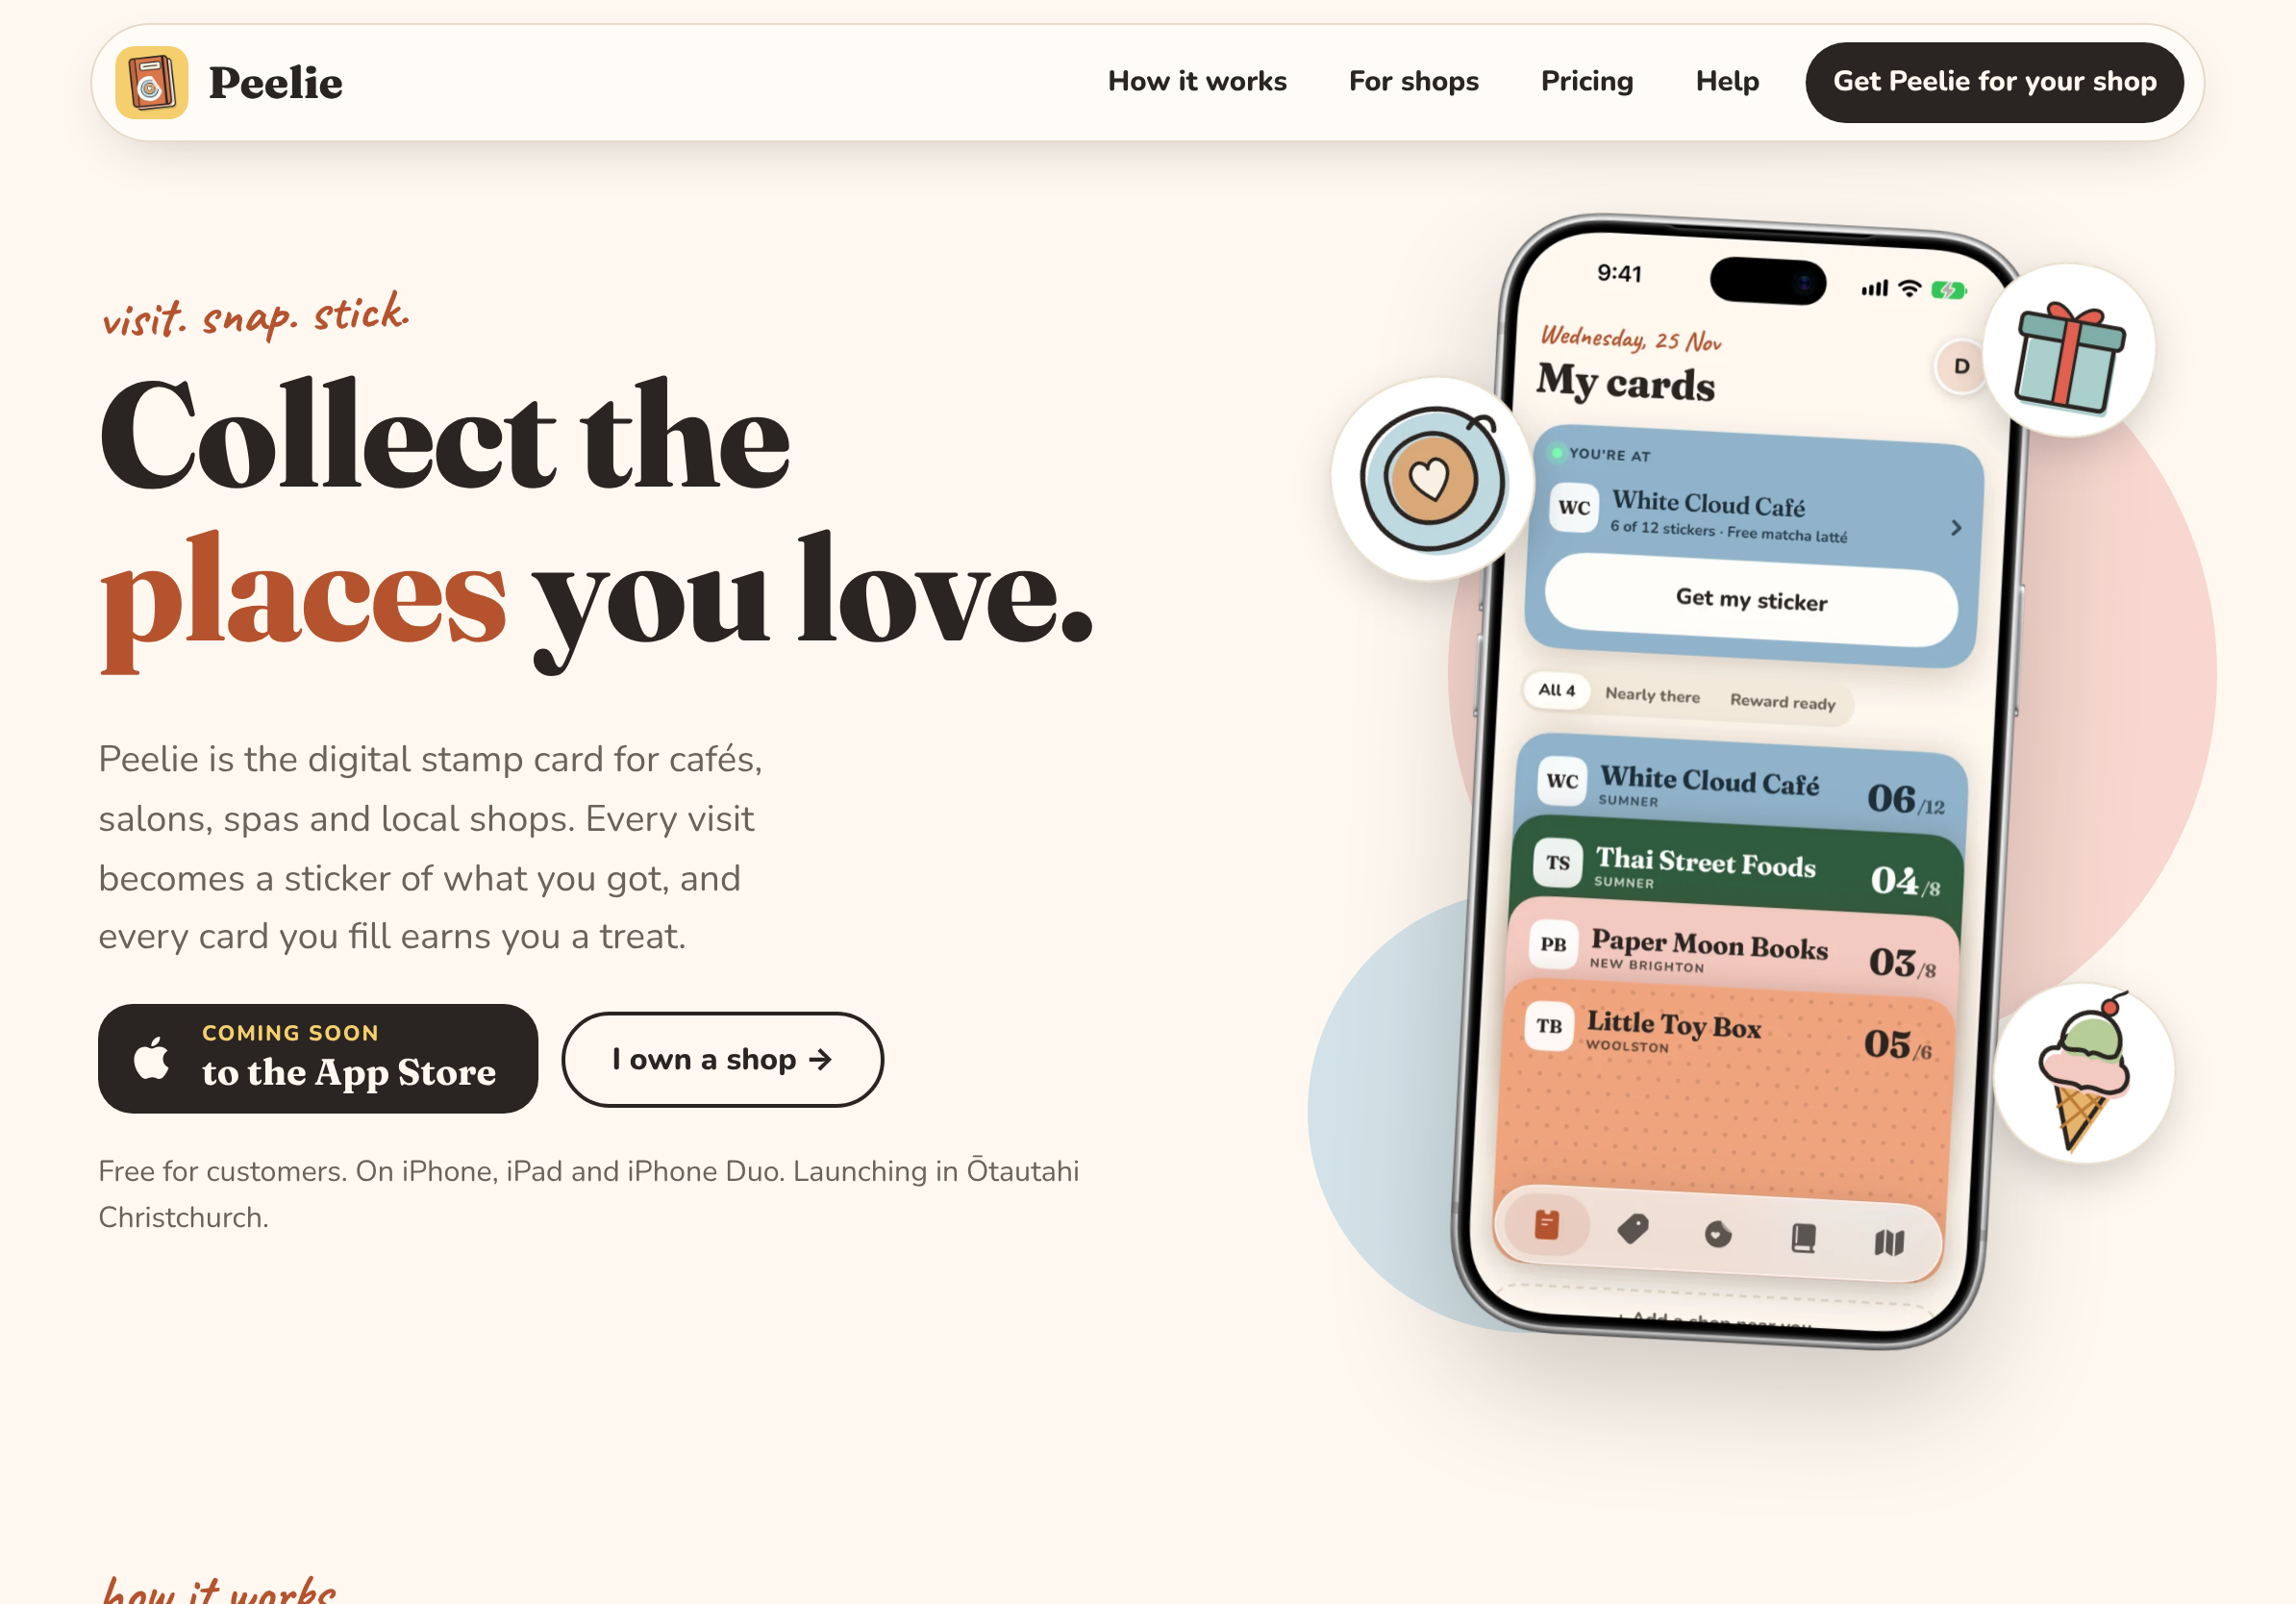 Peelie
How it works
For shops
Pricing
Help
Get Peelie for your shop
visit. snap. stick.
Collect the
places you love.
Peelie is the digital stamp card for cafés,
salons, spas and local shops. Every visit
becomes a sticker of what you got, and
every card you fill earns you a treat.
COMING SOON
to the App Store
I own a shop →
Free for customers. On iPhone, iPad and iPhone Duo. Launching in Ōtautahi
Christchurch.
9:41
Wednesday, 25 Nov
My cards
D
YOU'RE AT
WC
White Cloud Café
6 of 12 stickers · Free matcha latté
Get my sticker
All 4
Nearly there
Reward ready
WC
White Cloud Café
SUMNER
06/12
TS
Thai Street Foods
SUMNER
04/8
PB
Paper Moon Books
NEW BRIGHTON
03/8
TB
Little Toy Box
WOOLSTON
05/6
+ Add a shop near you
how it works